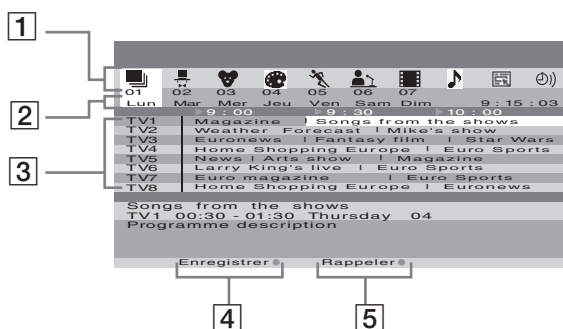 1
01 02 03 04 05 06 07
2
Lun Mar Mer Jeu Ven Sam Dim 9 : 15 : 03
9 : 00 9 : 30 10 : 00
TV1 Magazine Songs from the shows
TV2 Weather Forecast Mike's show
TV3 Euronews Fantasy film Star Wars
3
TV4 Home Shopping Europe Euro Sports
TV5 News Arts show Magazine
TV6 Larry King's live Euro Sports
TV7 Euro magazine Euro Sports
TV8 Home Shopping Europe Euronews
Songs from the shows
TV1 00:30 - 01:30 Thursday 04
Programme description
Enregistrer Rappeler
4 5